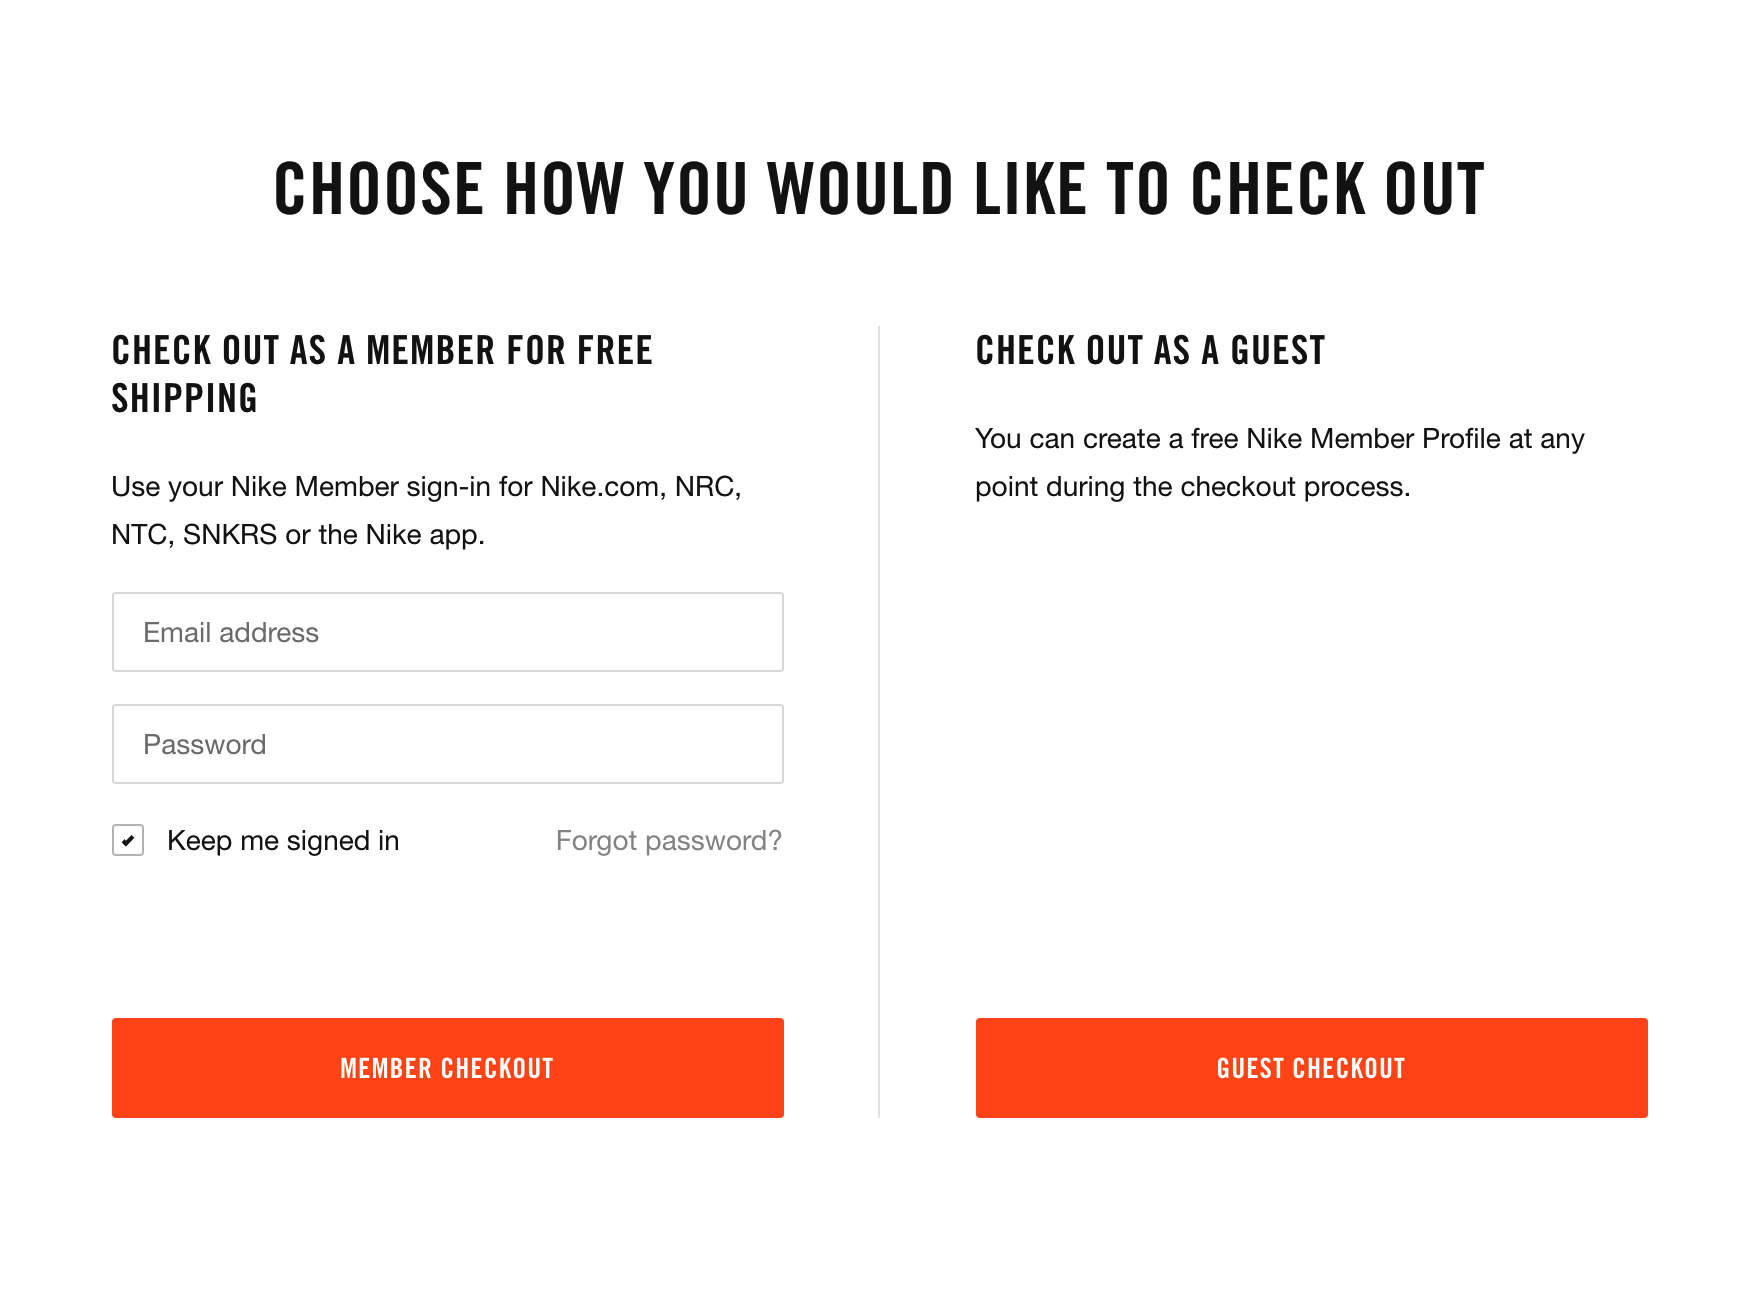 CHOOSE HOW YOU WOULD LIKE TO CHECK OUT
CHECK OUT AS A MEMBER FOR FREE
SHIPPING
Use your Nike Member sign-in for Nike.com, NRC,
NTC, SNKRS or the Nike app.
Email address
Password
Keep me signed in
Forgot password?
MEMBER CHECKOUT
CHECK OUT AS A GUEST
You can create a free Nike Member Profile at any
point during the checkout process.
GUEST CHECKOUT